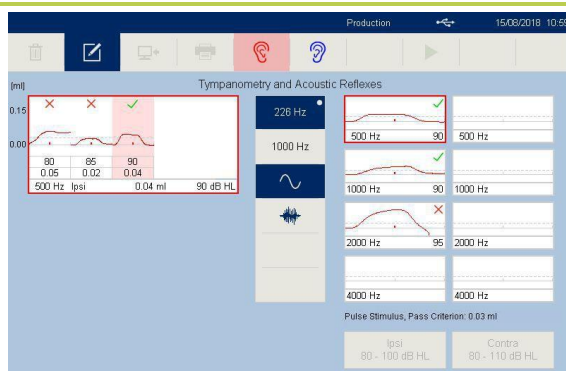 Production 15/08/2018 10:59
Tympanometry and Acoustic Reflexes
[ml]
0.15
0.00
80 85 90
0.05 0.02 0.04
500 Hz Ipsi 0.04 ml 90 dB HL
226 Hz
1000 Hz
500 Hz 90 500 Hz
1000 Hz 90 1000 Hz
2000 Hz 95 2000 Hz
4000 Hz 4000 Hz
Pulse Stimulus, Pass Criterion: 0.03 ml
Ipsi Contra
80 - 100 dB HL 80 - 110 dB HL